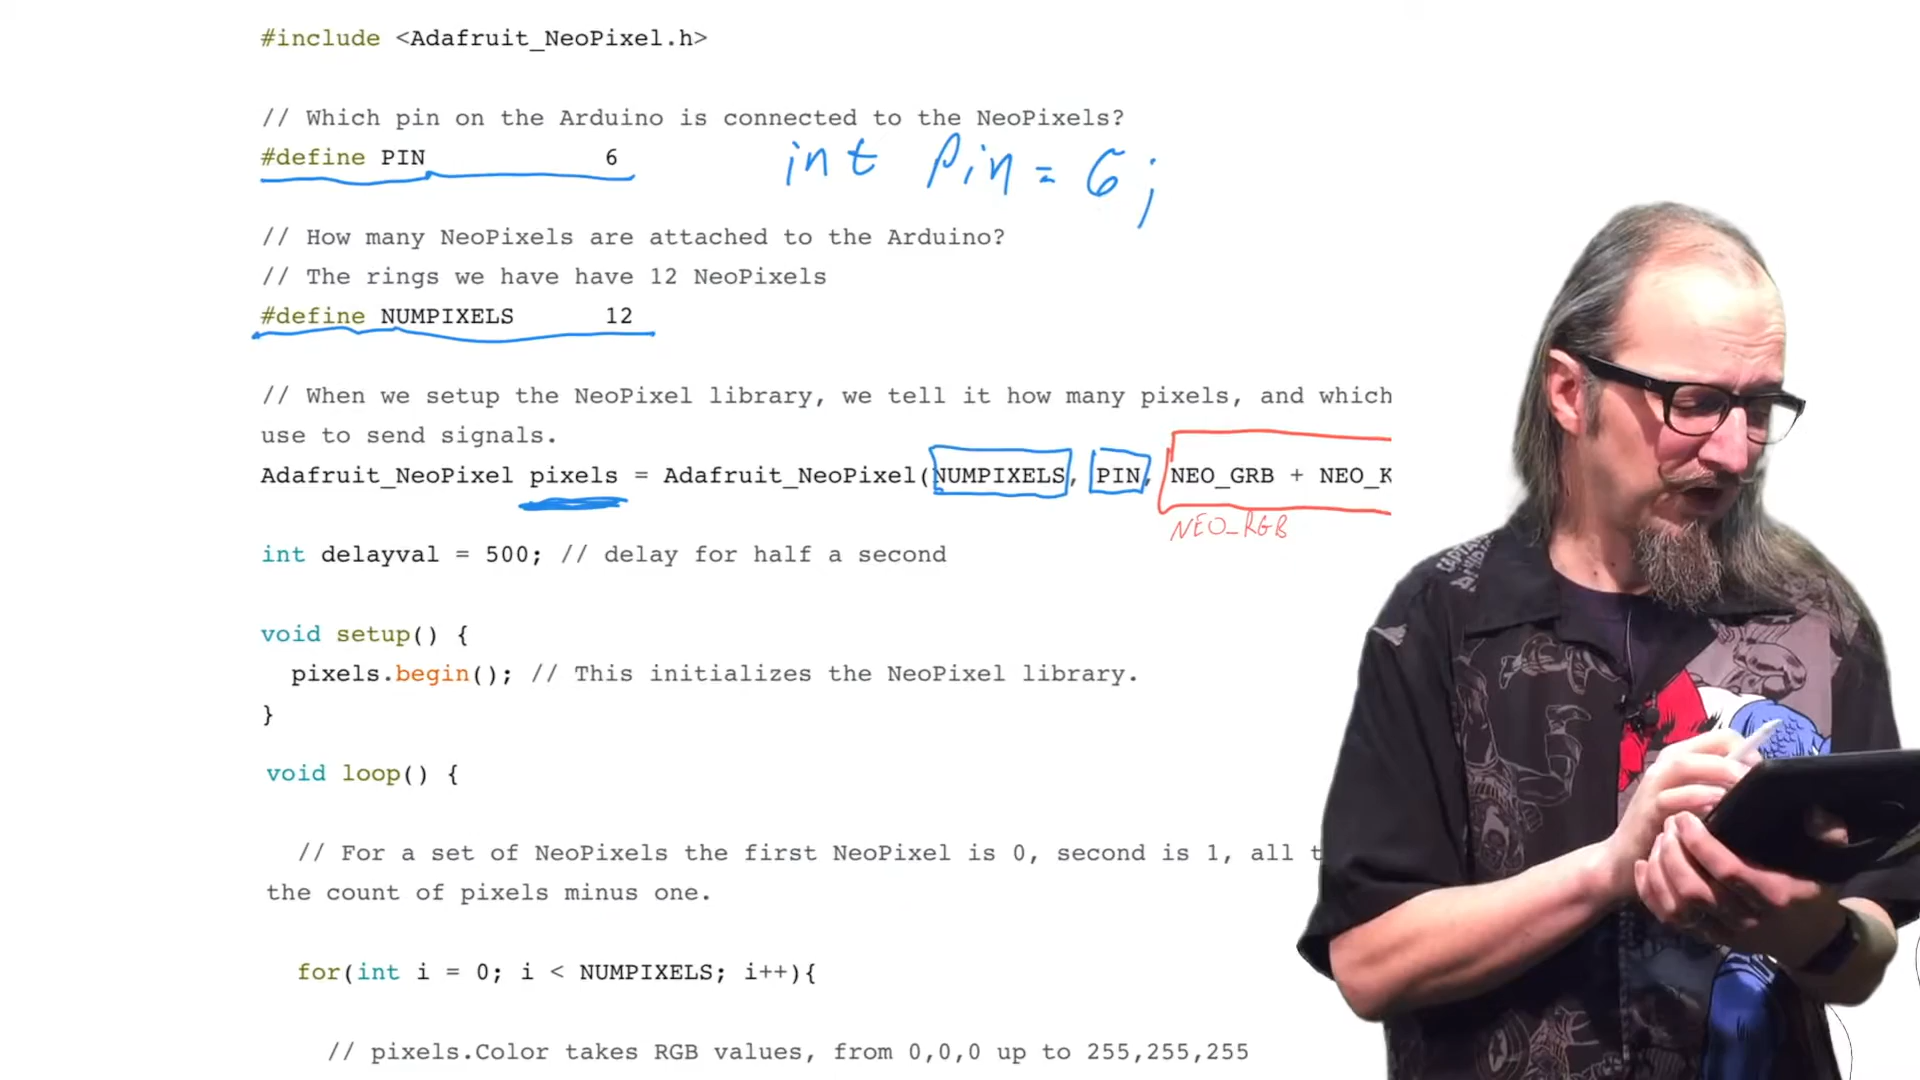 #include <Adafruit_NeoPixel.h>
// Which pin on the Arduino is connected to the NeoPixels?
#define PIN 6
int Pin = 6;
// How many NeoPixels are attached to the Arduino?
// The rings we have have 12 NeoPixels
#define NUMPIXELS 12
// When we setup the NeoPixel library, we tell it how many pixels, and which
use to send signals.
Adafruit_NeoPixel pixels = Adafruit_NeoPixel(NUMPIXELS, PIN, NEO_GRB + NEO_K
NEO_RGB
int delayval = 500; // delay for half a second
void setup() {
pixels.begin(); // This initializes the NeoPixel library.
}
void loop() {
// For a set of NeoPixels the first NeoPixel is 0, second is 1, all t
the count of pixels minus one.
for(int i = 0; i < NUMPIXELS; i++){
// pixels.Color takes RGB values, from 0,0,0 up to 255,255,255